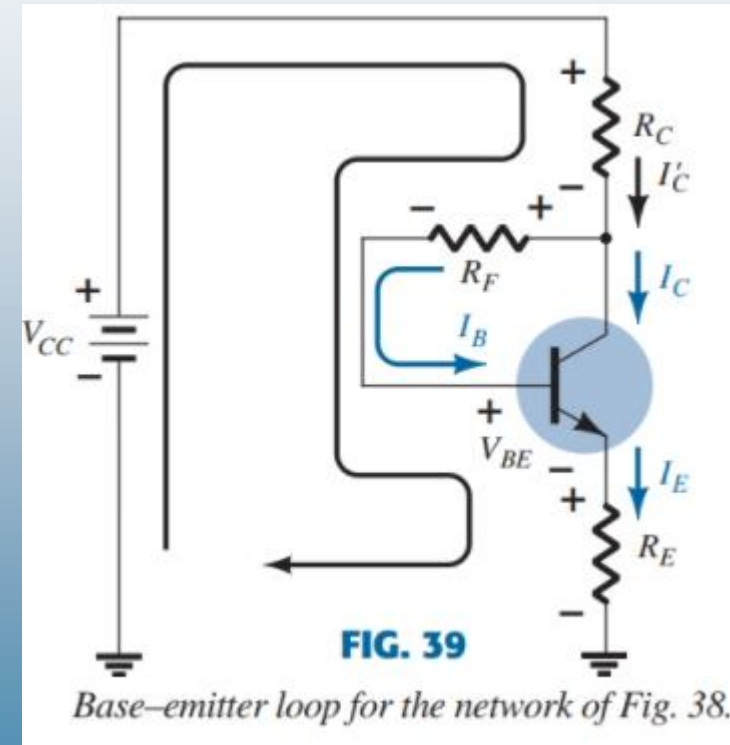 +
R_C
I'_C
−
− +
R_F
I_C
+
V_CC
−
I_B
+
V_BE
−
I_E
+
R_E
−
FIG. 39
Base–emitter loop for the network of Fig. 38.